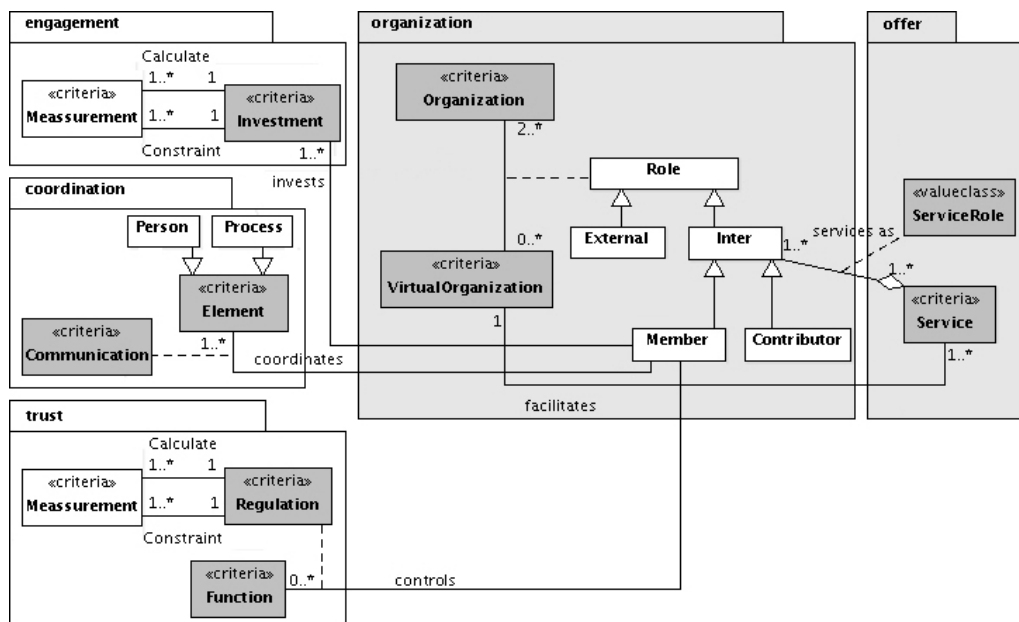 engagement
Calculate
1..* 1
«criteria»
Meassurement
«criteria»
Investment
1..* 1
Constraint
1..*
invests
coordination
Person
Process
«criteria»
Element
«criteria»
Communication
1..*
coordinates
trust
Calculate
1..* 1
«criteria»
Meassurement
«criteria»
Regulation
1..* 1
Constraint
«criteria»
Function
0..*
controls
organization
«criteria»
Organization
2..*
Role
External
Inter
0..*
«criteria»
VirtualOrganization
1
Member
Contributor
facilitates
1..*
services as
offer
«valueclass»
ServiceRole
1..*
«criteria»
Service
1..*